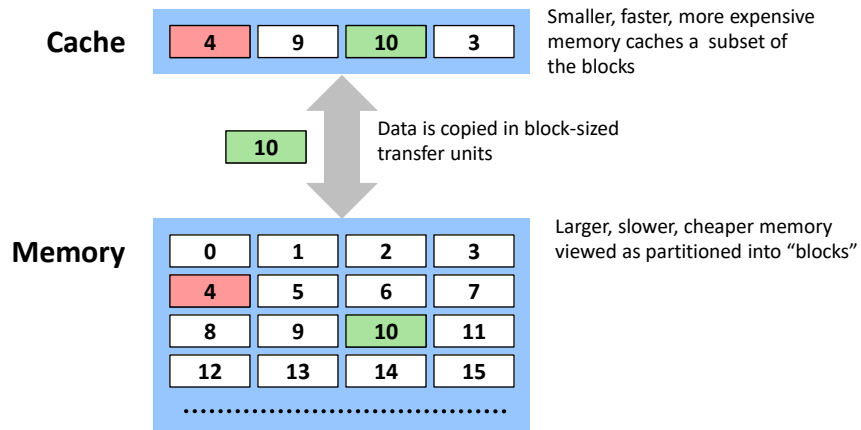 Cache
4 9 10 3
Smaller, faster, more expensive
memory caches a subset of
the blocks
10
Data is copied in block-sized
transfer units
Memory
0 1 2 3
4 5 6 7
8 9 10 11
12 13 14 15
Larger, slower, cheaper memory
viewed as partitioned into “blocks”